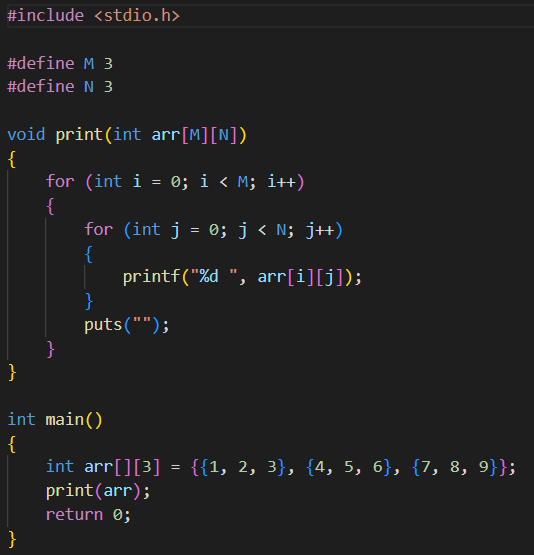 #include <stdio.h>
#define M 3
#define N 3
void print(int arr[M][N])
{
    for (int i = 0; i < M; i++)
    {
        for (int j = 0; j < N; j++)
        {
            printf("%d ", arr[i][j]);
        }
        puts("");
    }
}
int main()
{
    int arr[][3] = {{1, 2, 3}, {4, 5, 6}, {7, 8, 9}};
    print(arr);
    return 0;
}